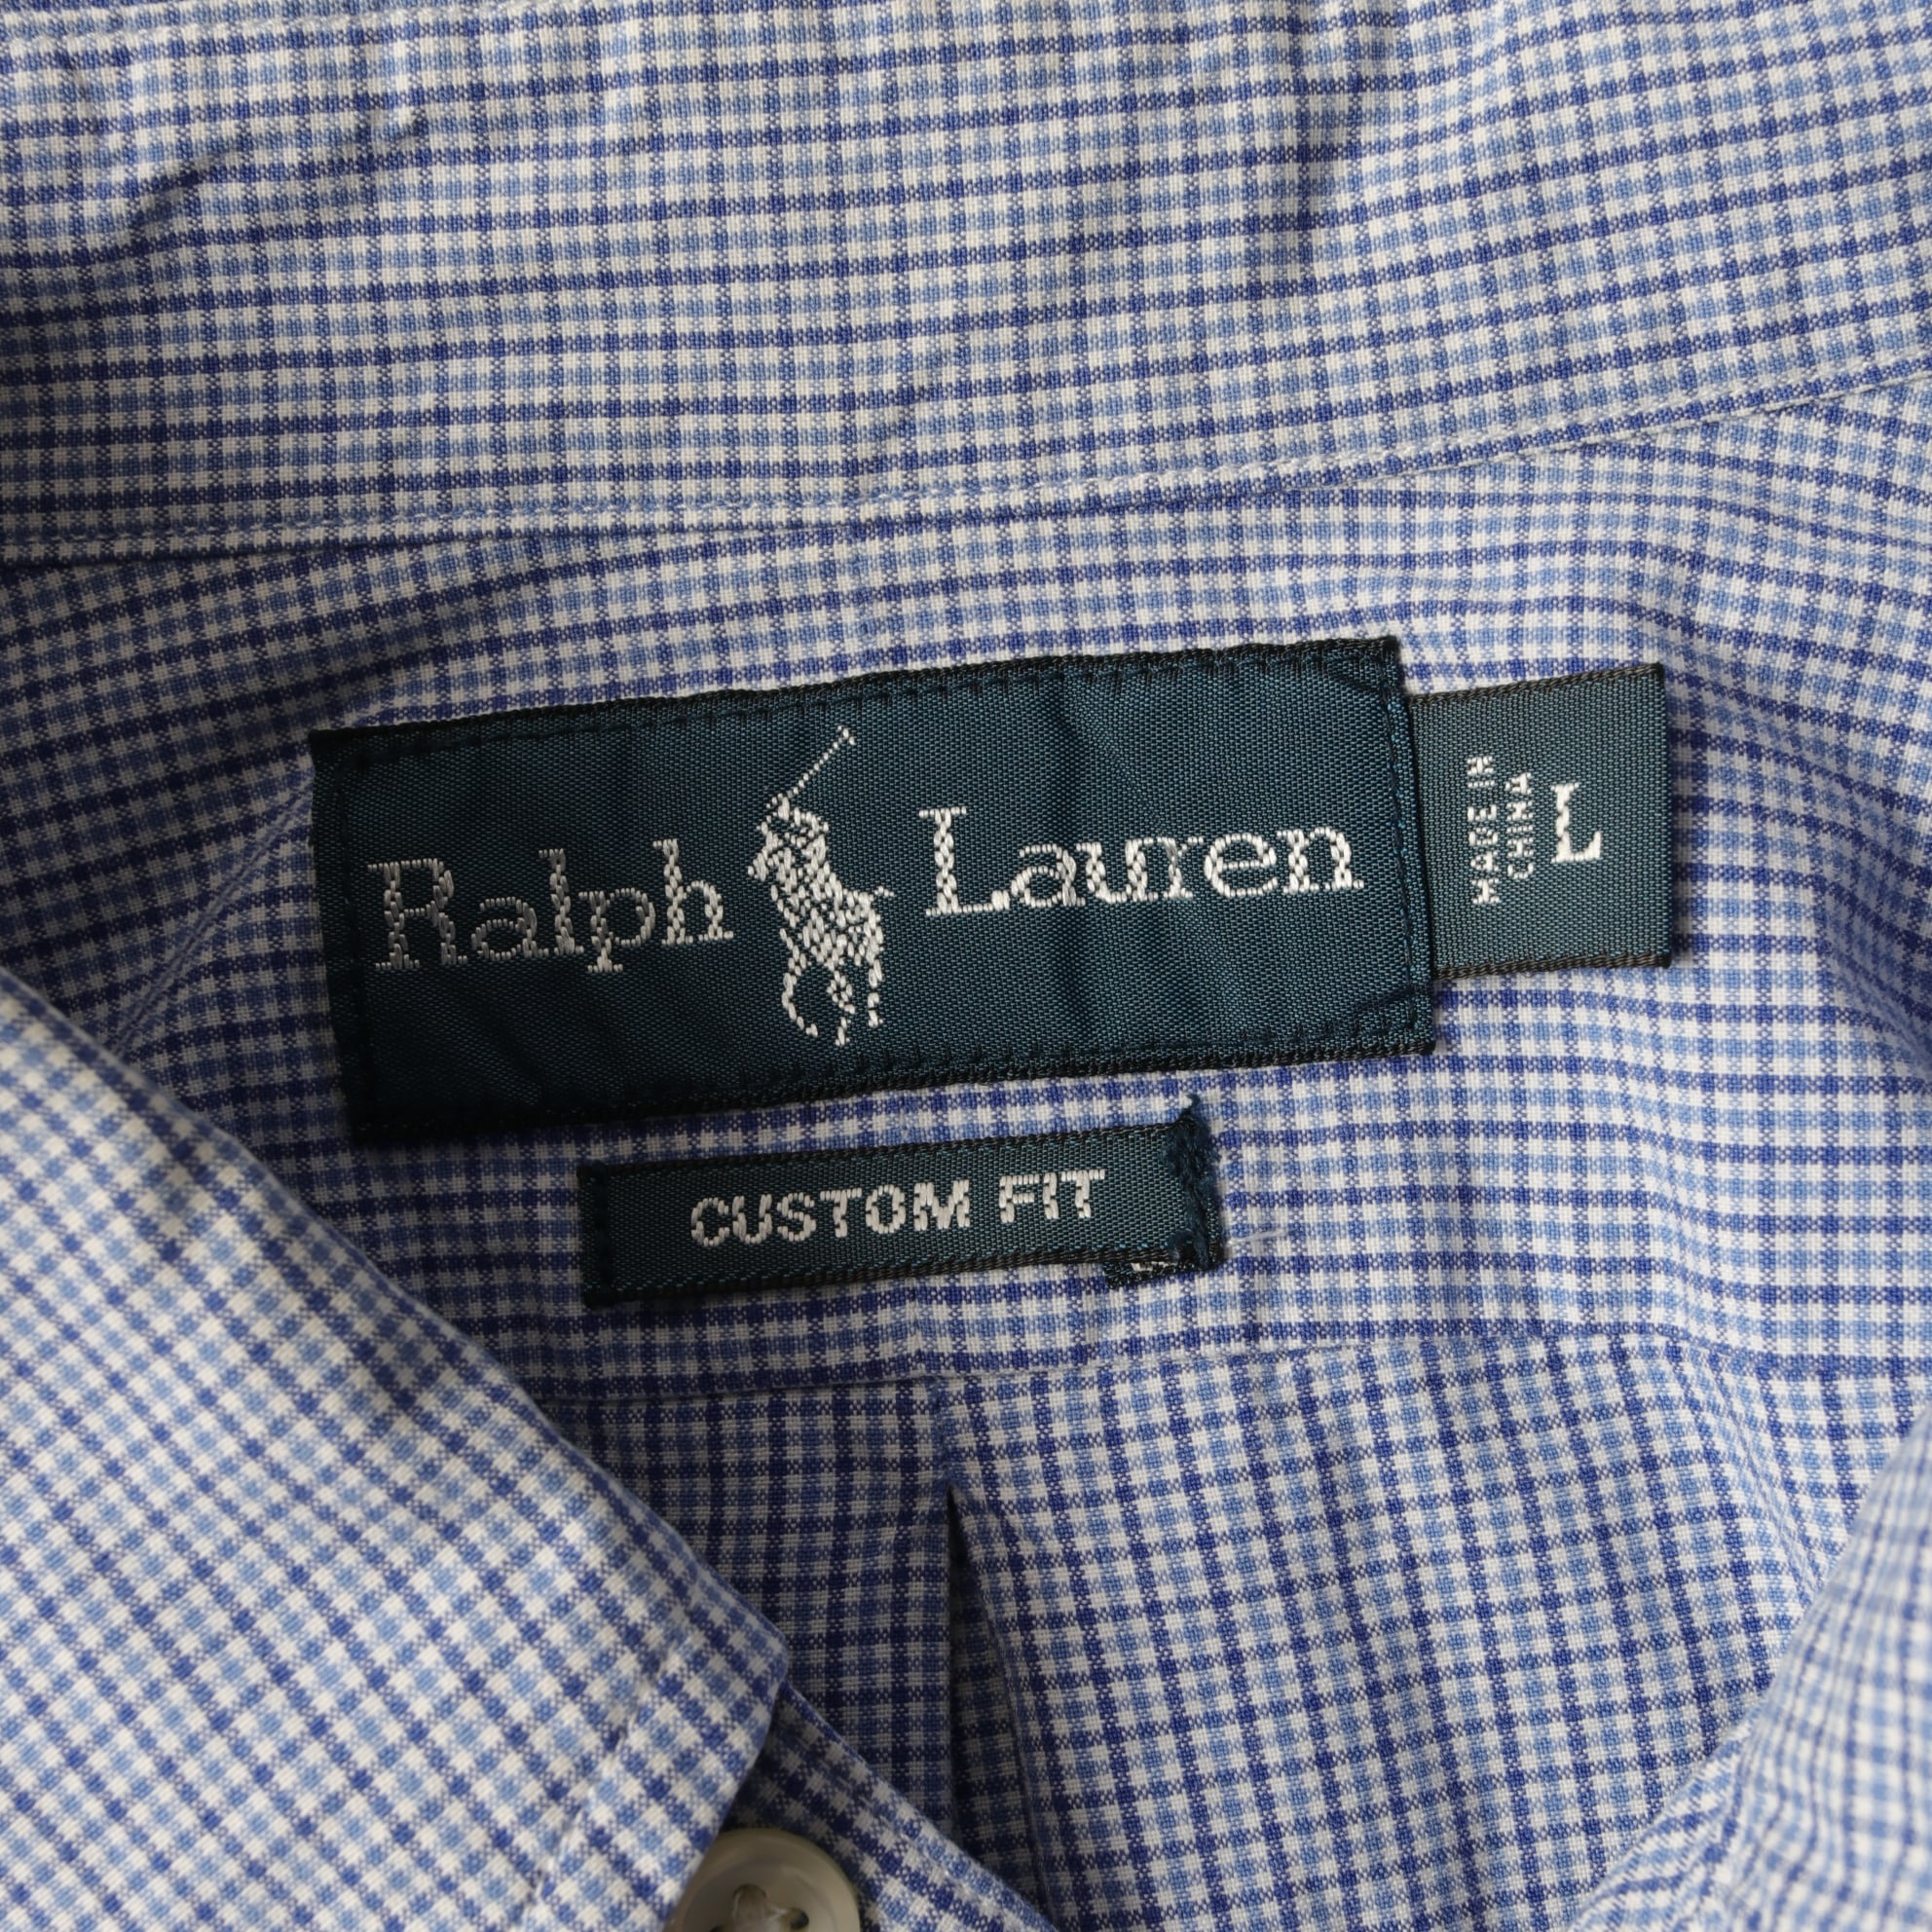 Ralph Lauren
MADE IN
CHINA
L
CUSTOM FIT